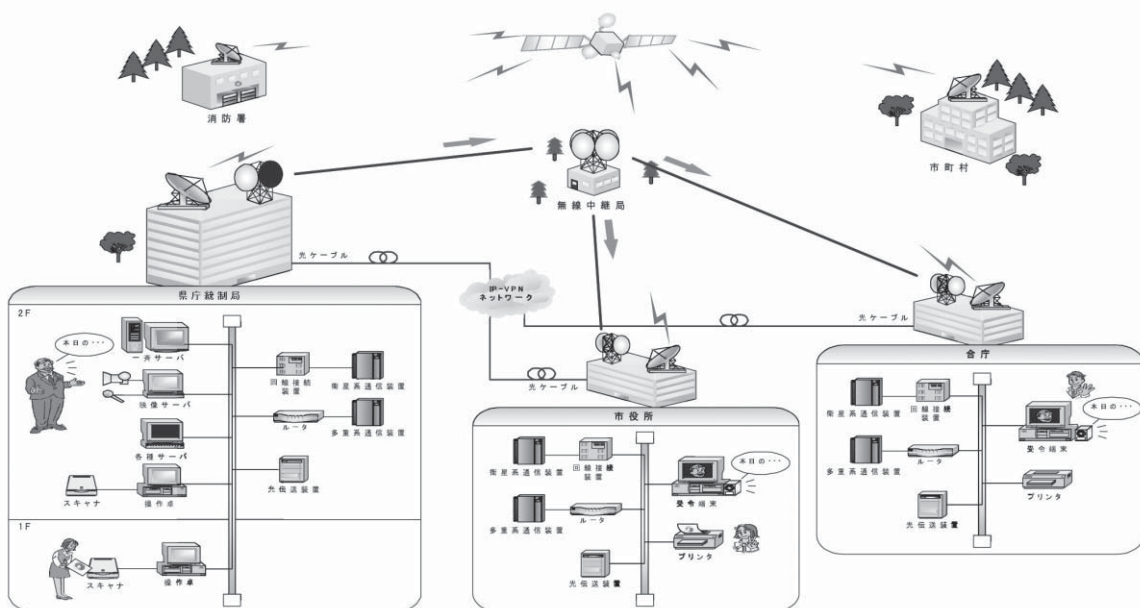 消防署
市町村
無線中継局
光ケーブル
IP-VPN
ネットワーク
光ケーブル
光ケーブル
県庁統制局
2F
本日の・・・
一斉サーバ
映像サーバ
各種サーバ
スキャナ
操作卓
回線接続
装置
衛星系通信装置
ルータ
多重系通信装置
光伝送装置
1F
スキャナ
操作卓
市役所
衛星系通信装置
回線接続
装置
本日の・・・
受令端末
多重系通信装置
ルータ
プリンタ
光伝送装置
合庁
衛星系通信装置
回線接続
装置
本日の・・・
受令端末
多重系通信装置
ルータ
プリンタ
光伝送装置